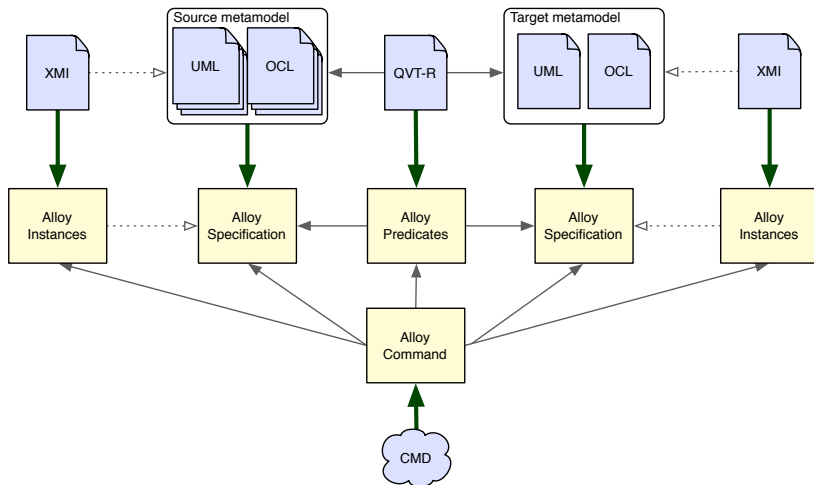 Source metamodel
Target metamodel
XMI
UML
OCL
QVT-R
UML
OCL
XMI
Alloy
Instances
Alloy
Specification
Alloy
Predicates
Alloy
Specification
Alloy
Instances
Alloy
Command
CMD